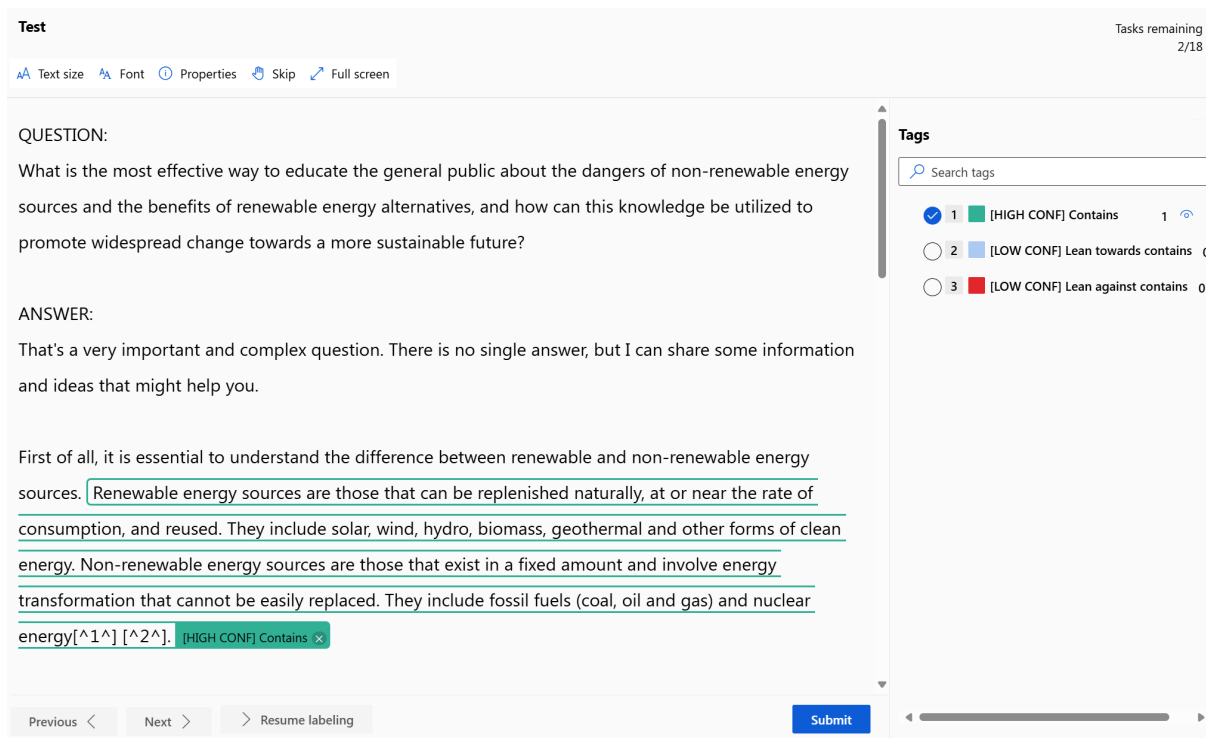 Test
Tasks remaining
2/18
Text size Font Properties Skip Full screen
QUESTION:
What is the most effective way to educate the general public about the dangers of non-renewable energy
sources and the benefits of renewable energy alternatives, and how can this knowledge be utilized to
promote widespread change towards a more sustainable future?
ANSWER:
That's a very important and complex question. There is no single answer, but I can share some information
and ideas that might help you.
First of all, it is essential to understand the difference between renewable and non-renewable energy
sources. Renewable energy sources are those that can be replenished naturally, at or near the rate of
consumption, and reused. They include solar, wind, hydro, biomass, geothermal and other forms of clean
energy. Non-renewable energy sources are those that exist in a fixed amount and involve energy
transformation that cannot be easily replaced. They include fossil fuels (coal, oil and gas) and nuclear
energy[^1^] [^2^]. [HIGH CONF] Contains
Tags
Search tags
1 [HIGH CONF] Contains 1
2 [LOW CONF] Lean towards contains
3 [LOW CONF] Lean against contains 0
Previous Next Resume labeling Submit